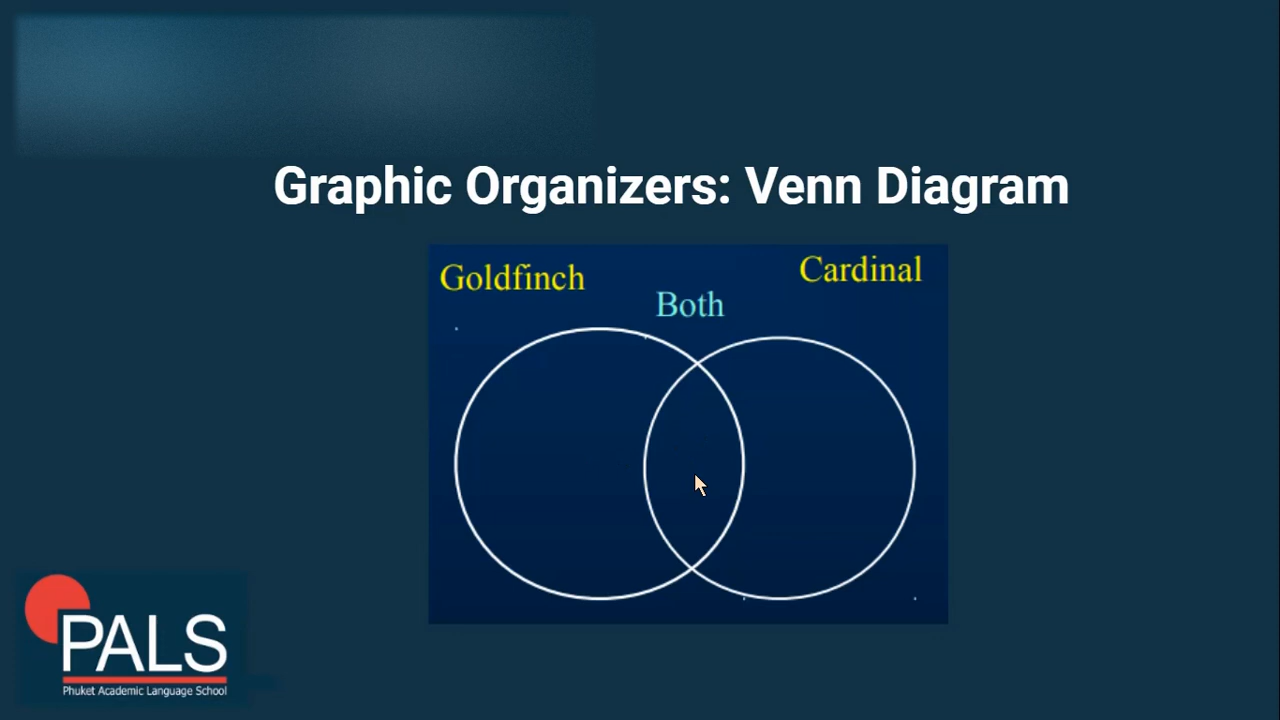 Graphic Organizers: Venn Diagram
Goldfinch
Cardinal
Both
PALS
Phuket Academic Language School